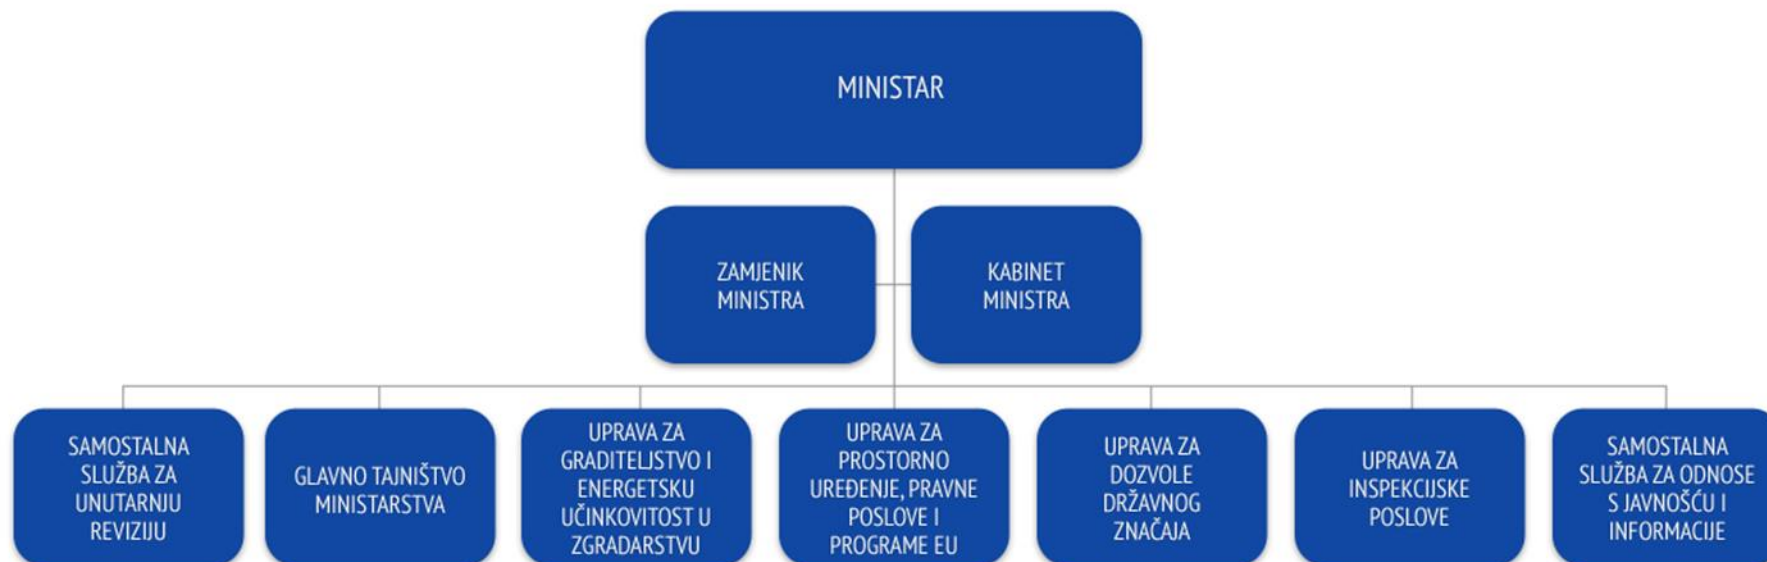 MINISTAR
ZAMJENIK
MINISTRA
KABINET
MINISTRA
SAMOSTALNA
SLUŽBA ZA
UNUTARNJU
REVIZIJU
GLAVNO TAJNIŠTVO
MINISTARSTVA
UPRAVA ZA
GRADITELJSTVO I
ENERGETSKU
UČINKOVITOST U
ZGRADARSTVU
UPRAVA ZA
PROSTORNO
UREĐENJE, PRAVNE
POSLOVE I
PROGRAME EU
UPRAVA ZA
DOZVOLE
DRŽAVNOG
ZNAČAJA
UPRAVA ZA
INSPEKCIJSKE
POSLOVE
SAMOSTALNA
SLUŽBA ZA ODNOSE
S JAVNOŠĆU I
INFORMACIJE